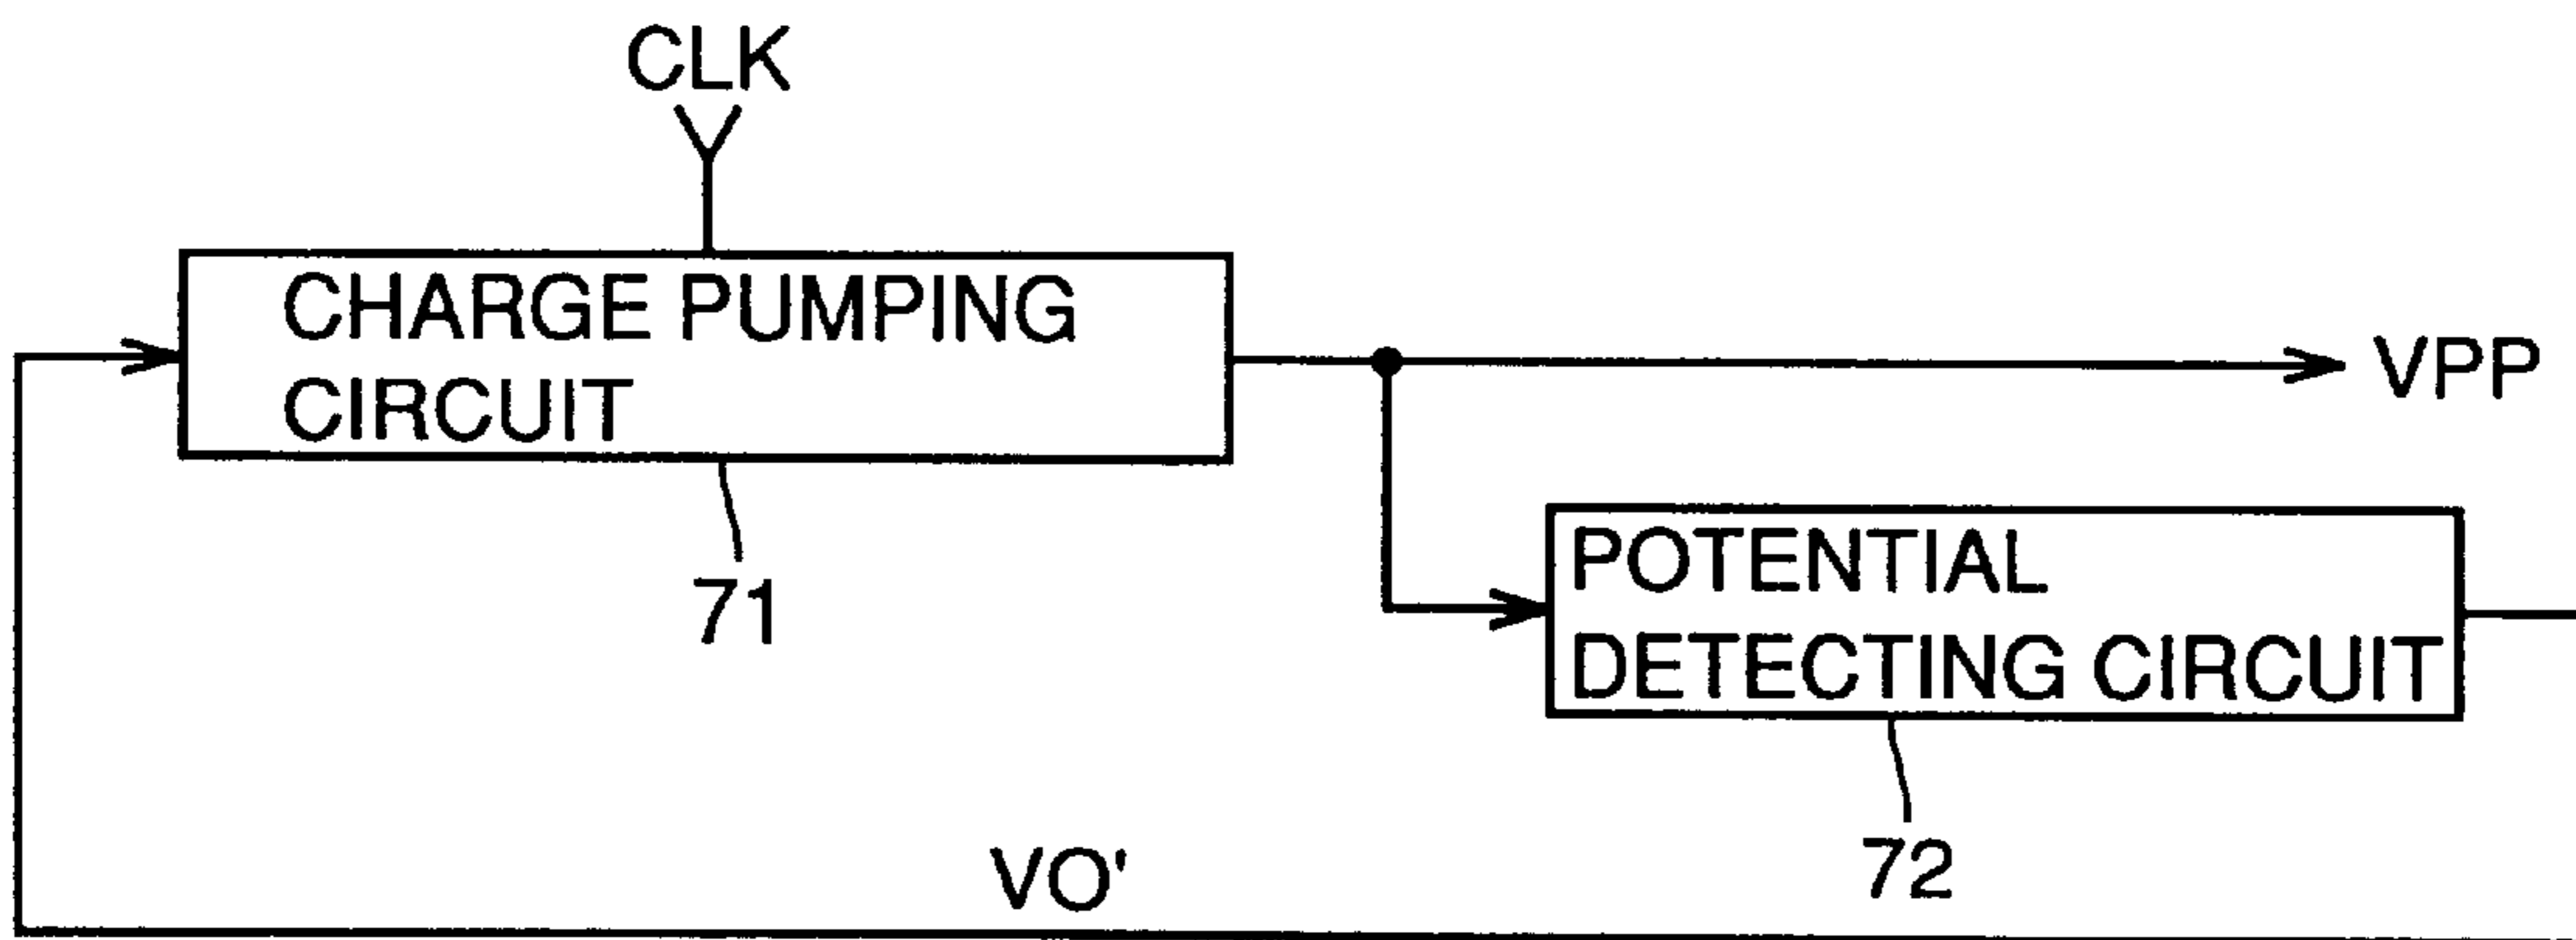 CLK
CHARGE PUMPING
CIRCUIT
VPP
71
POTENTIAL
DETECTING CIRCUIT
72
VO'